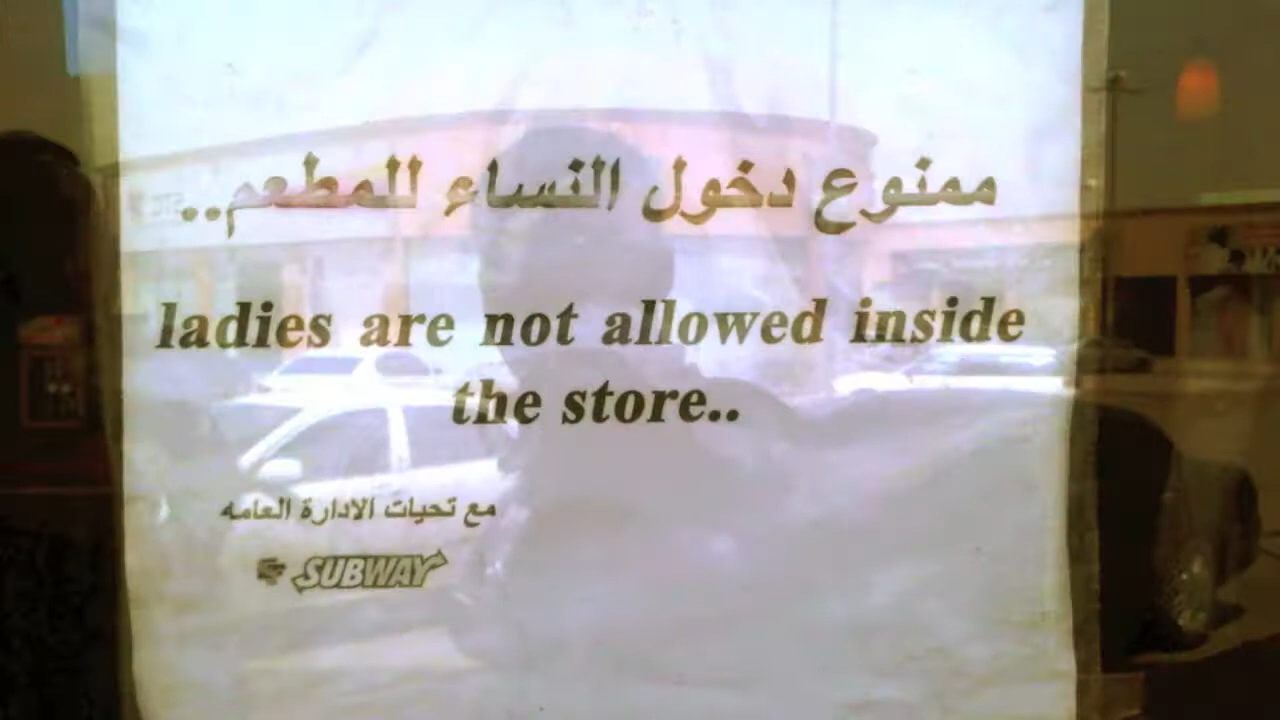 ممنوع دخول النساء للمطعم..
ladies are not allowed inside
the store..
مع تحيات الادارة العامه
SUBWAY